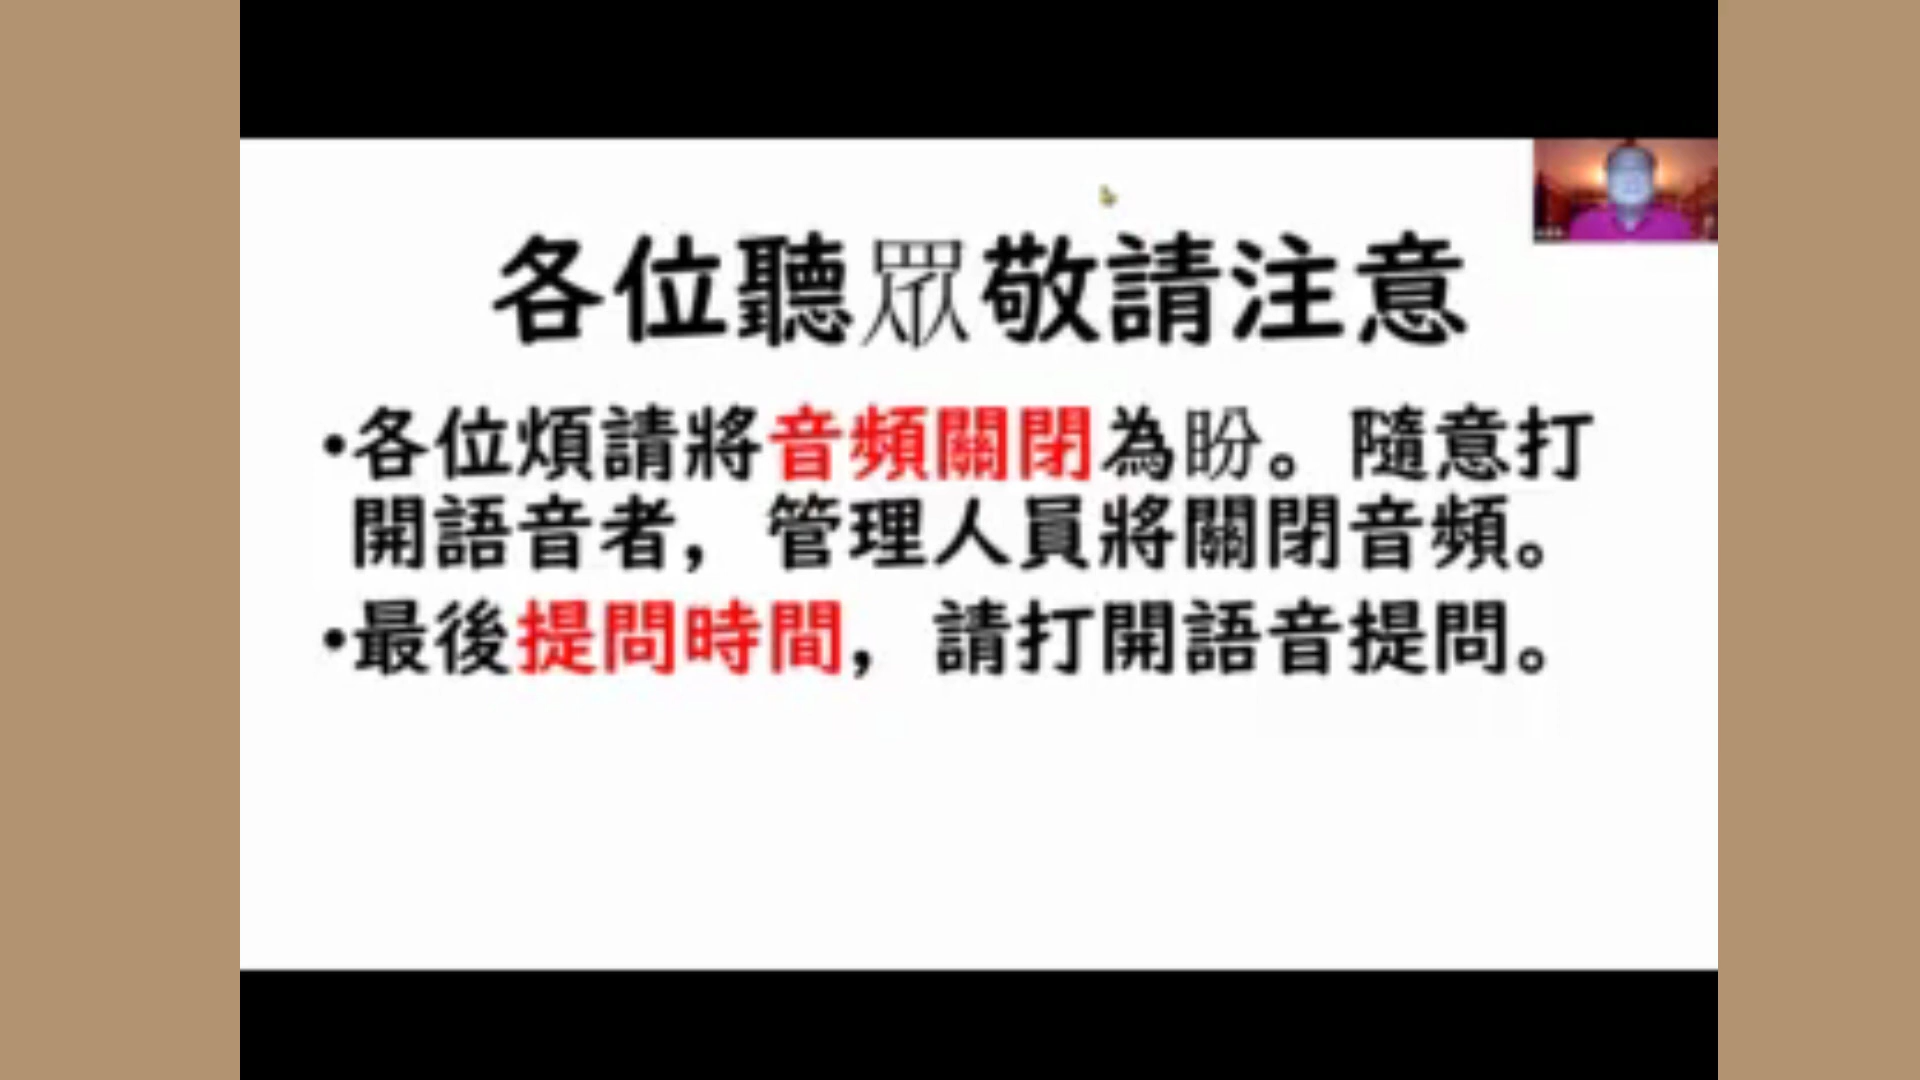 各位聽眾敬請注意
•各位煩請將音頻關閉為盼。隨意打
開語音者，管理人員將關閉音頻。
•最後提問時間，請打開語音提問。